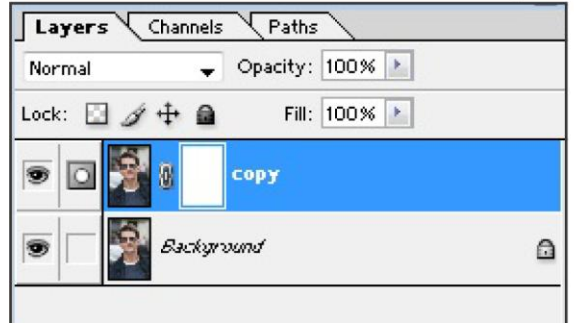 Layers Channels Paths
Normal Opacity: 100%
Lock: Fill: 100%
copy
Background